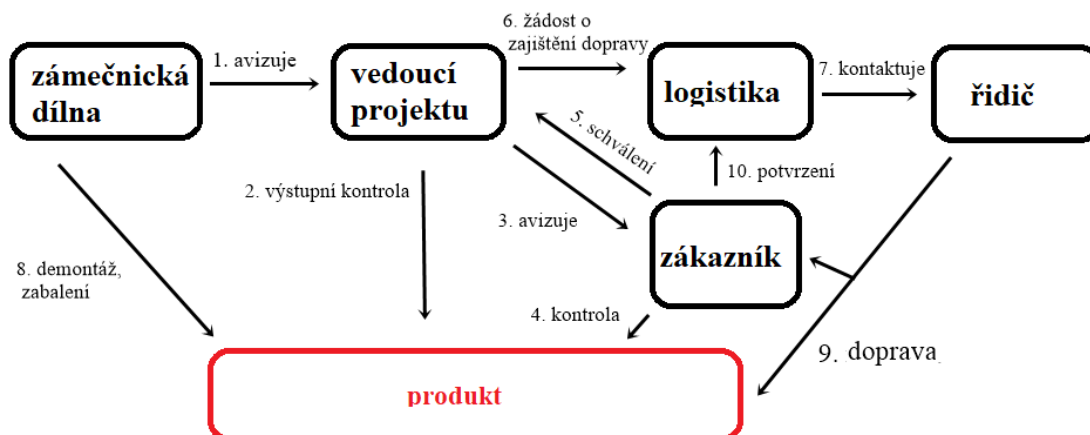 6. žádost o
zajištění dopravy
zámečnická
dílna
1. avizuje
vedoucí
projektu
logistika
7. kontaktuje
řidič
5. schválení
2. výstupní kontrola
10. potvrzení
3. avizuje
zákazník
8. demontáž,
zabalení
4. kontrola
9. doprava
produkt